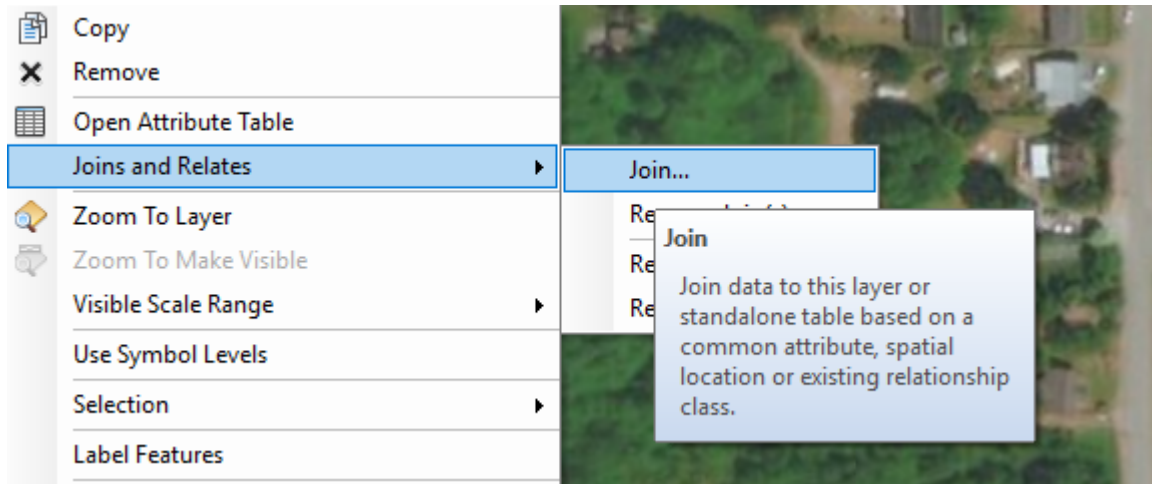 Copy
Remove
Open Attribute Table
Joins and Relates
Join...
Zoom To Layer
Join
Zoom To Make Visible
Join data to this layer or
standalone table based on a
common attribute, spatial
location or existing relationship
class.
Visible Scale Range
Use Symbol Levels
Selection
Label Features